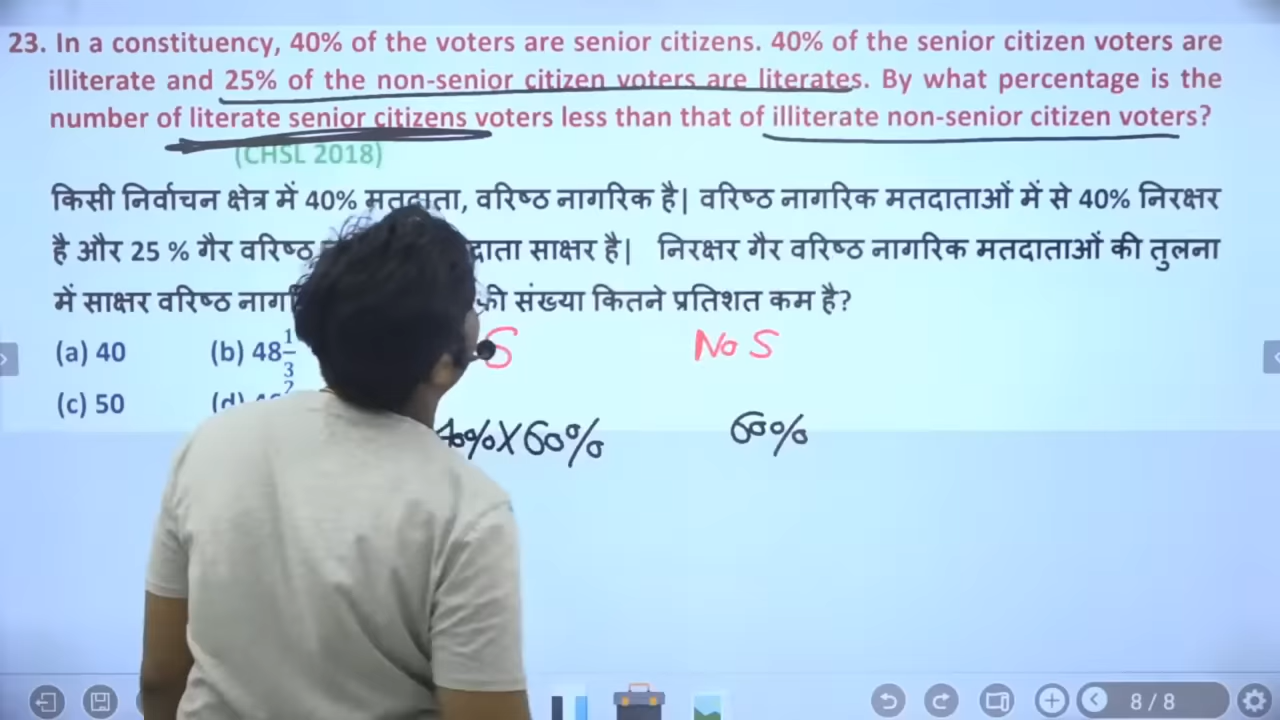 23. In a constituency, 40% of the voters are senior citizens. 40% of the senior citizen voters are
illiterate and 25% of the non-senior citizen voters are literates. By what percentage is the
number of literate senior citizens voters less than that of illiterate non-senior citizen voters?
(CHSL 2018)
किसी निर्वाचन क्षेत्र में 40% मतदाता, वरिष्ठ नागरिक है| वरिष्ठ नागरिक मतदाताओं में से 40% निरक्षर
है और 25 % गैर वरिष्ठ साक्षर है| निरक्षर गैर वरिष्ठ नागरिक मतदाताओं की तुलना
में साक्षर वरिष्ठ की संख्या कितने प्रतिशत कम है?
S No S
(a) 40 (b) 48 1/3
(c) 50 (d)
40% X 60% 60%
8 / 8